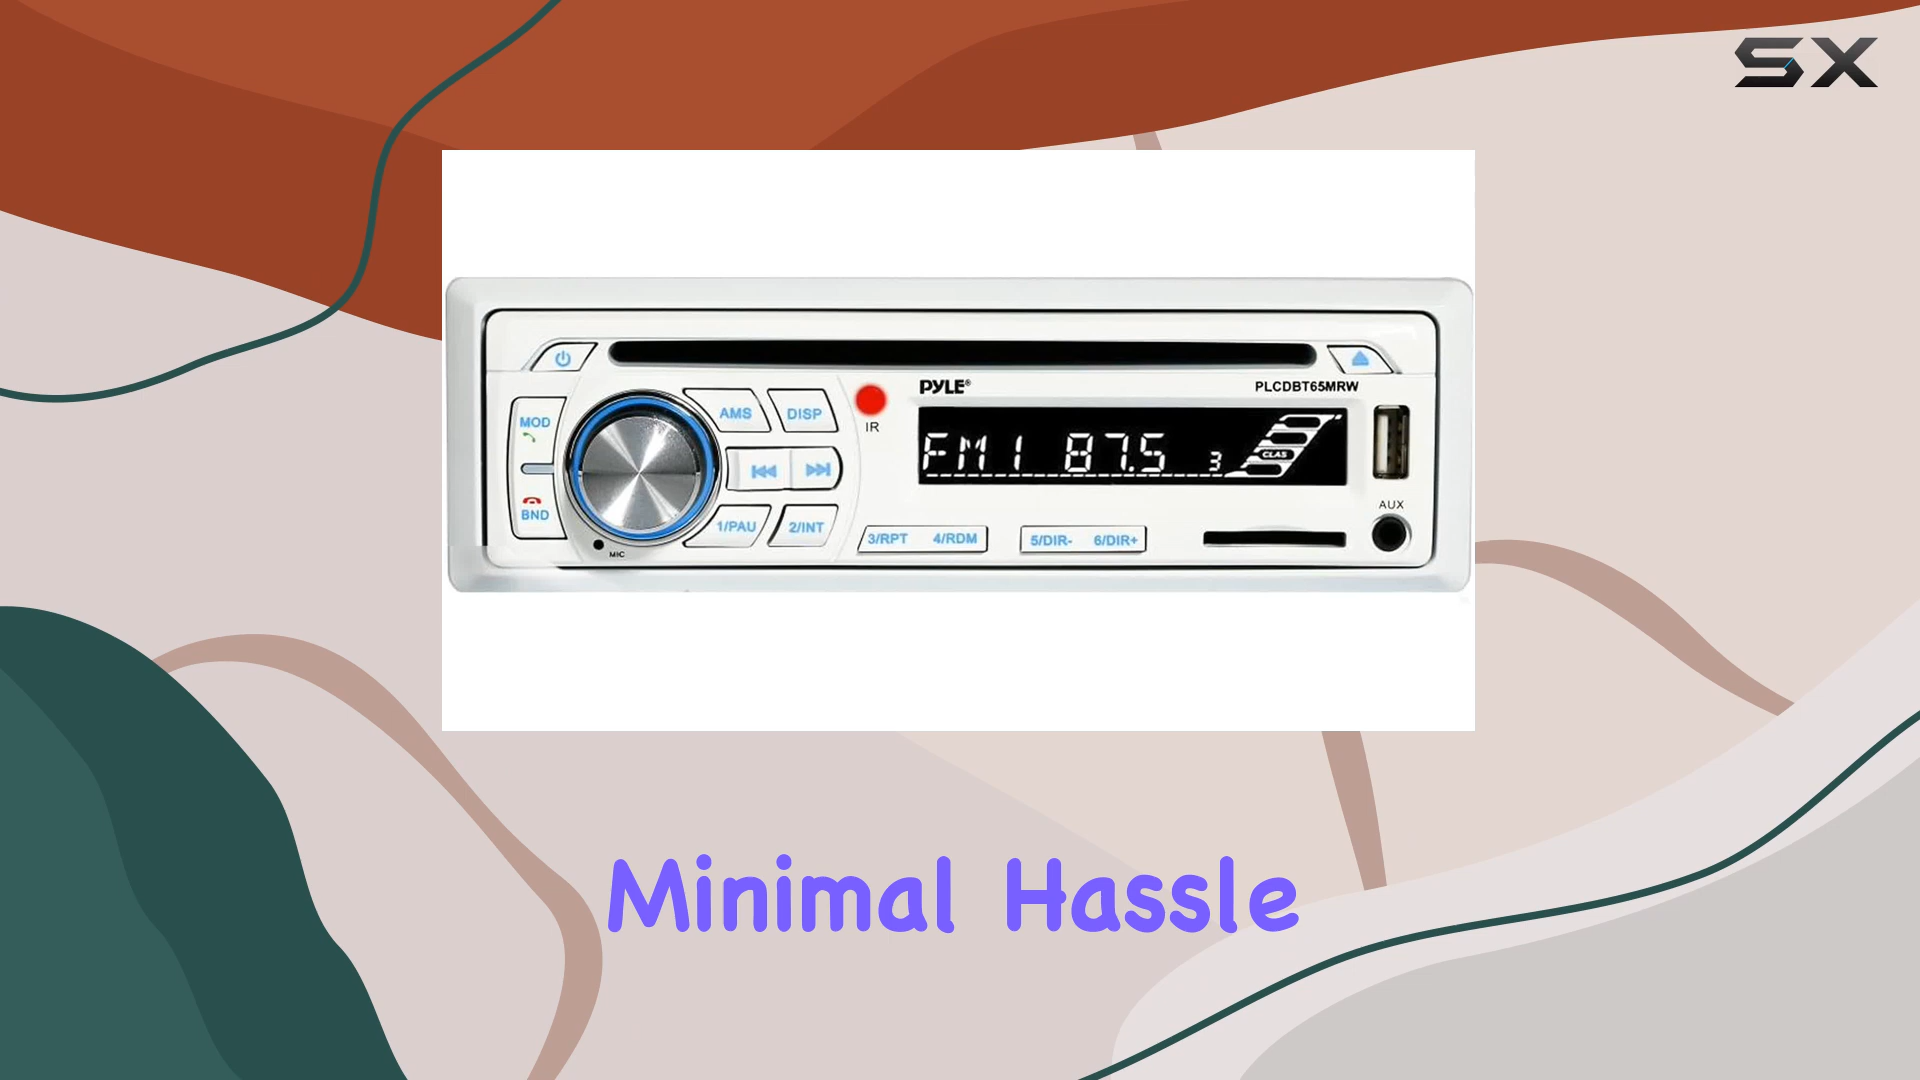 SX
PYLE®
PLCDBT65MRW
MOD
AMS
DISP
IR
FM1 87.5 3
CLAS
AUX
BND
1/PAU
2/INT
3/RPT
4/RDM
5/DIR-
6/DIR+
MIC
Minimal Hassle